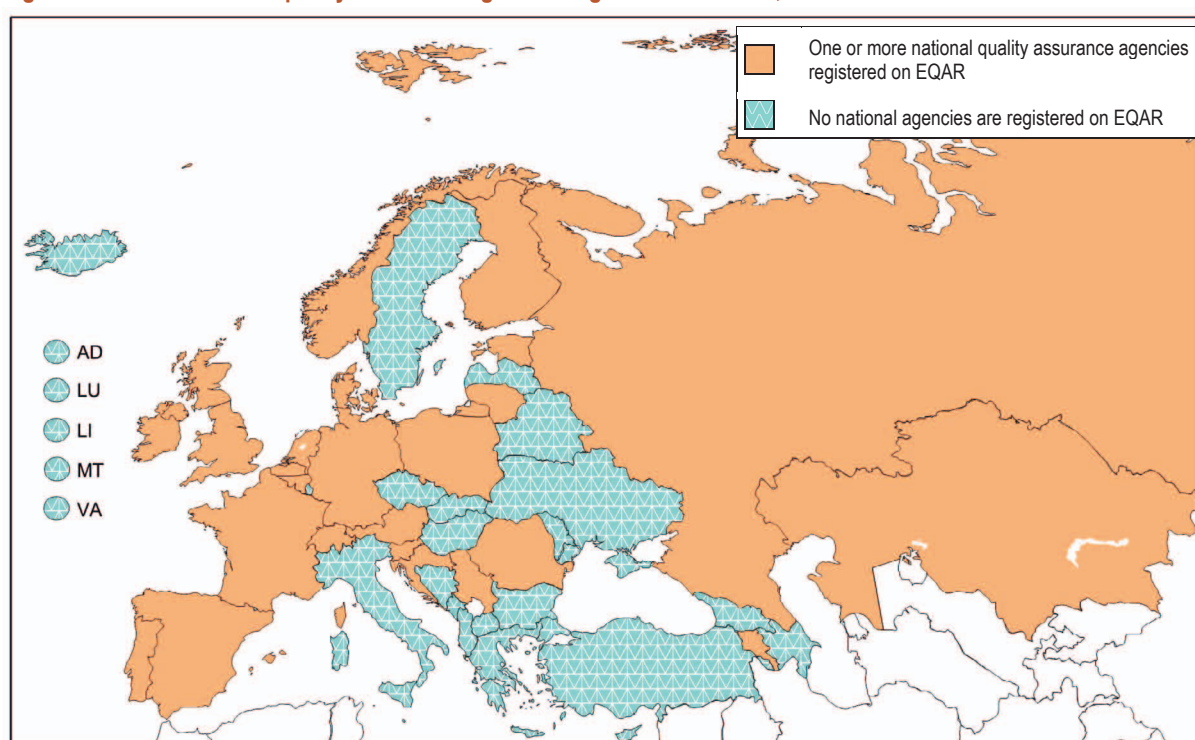 One or more national quality assurance agencies
registered on EQAR
No national agencies are registered on EQAR
AD
LU
LI
MT
VA